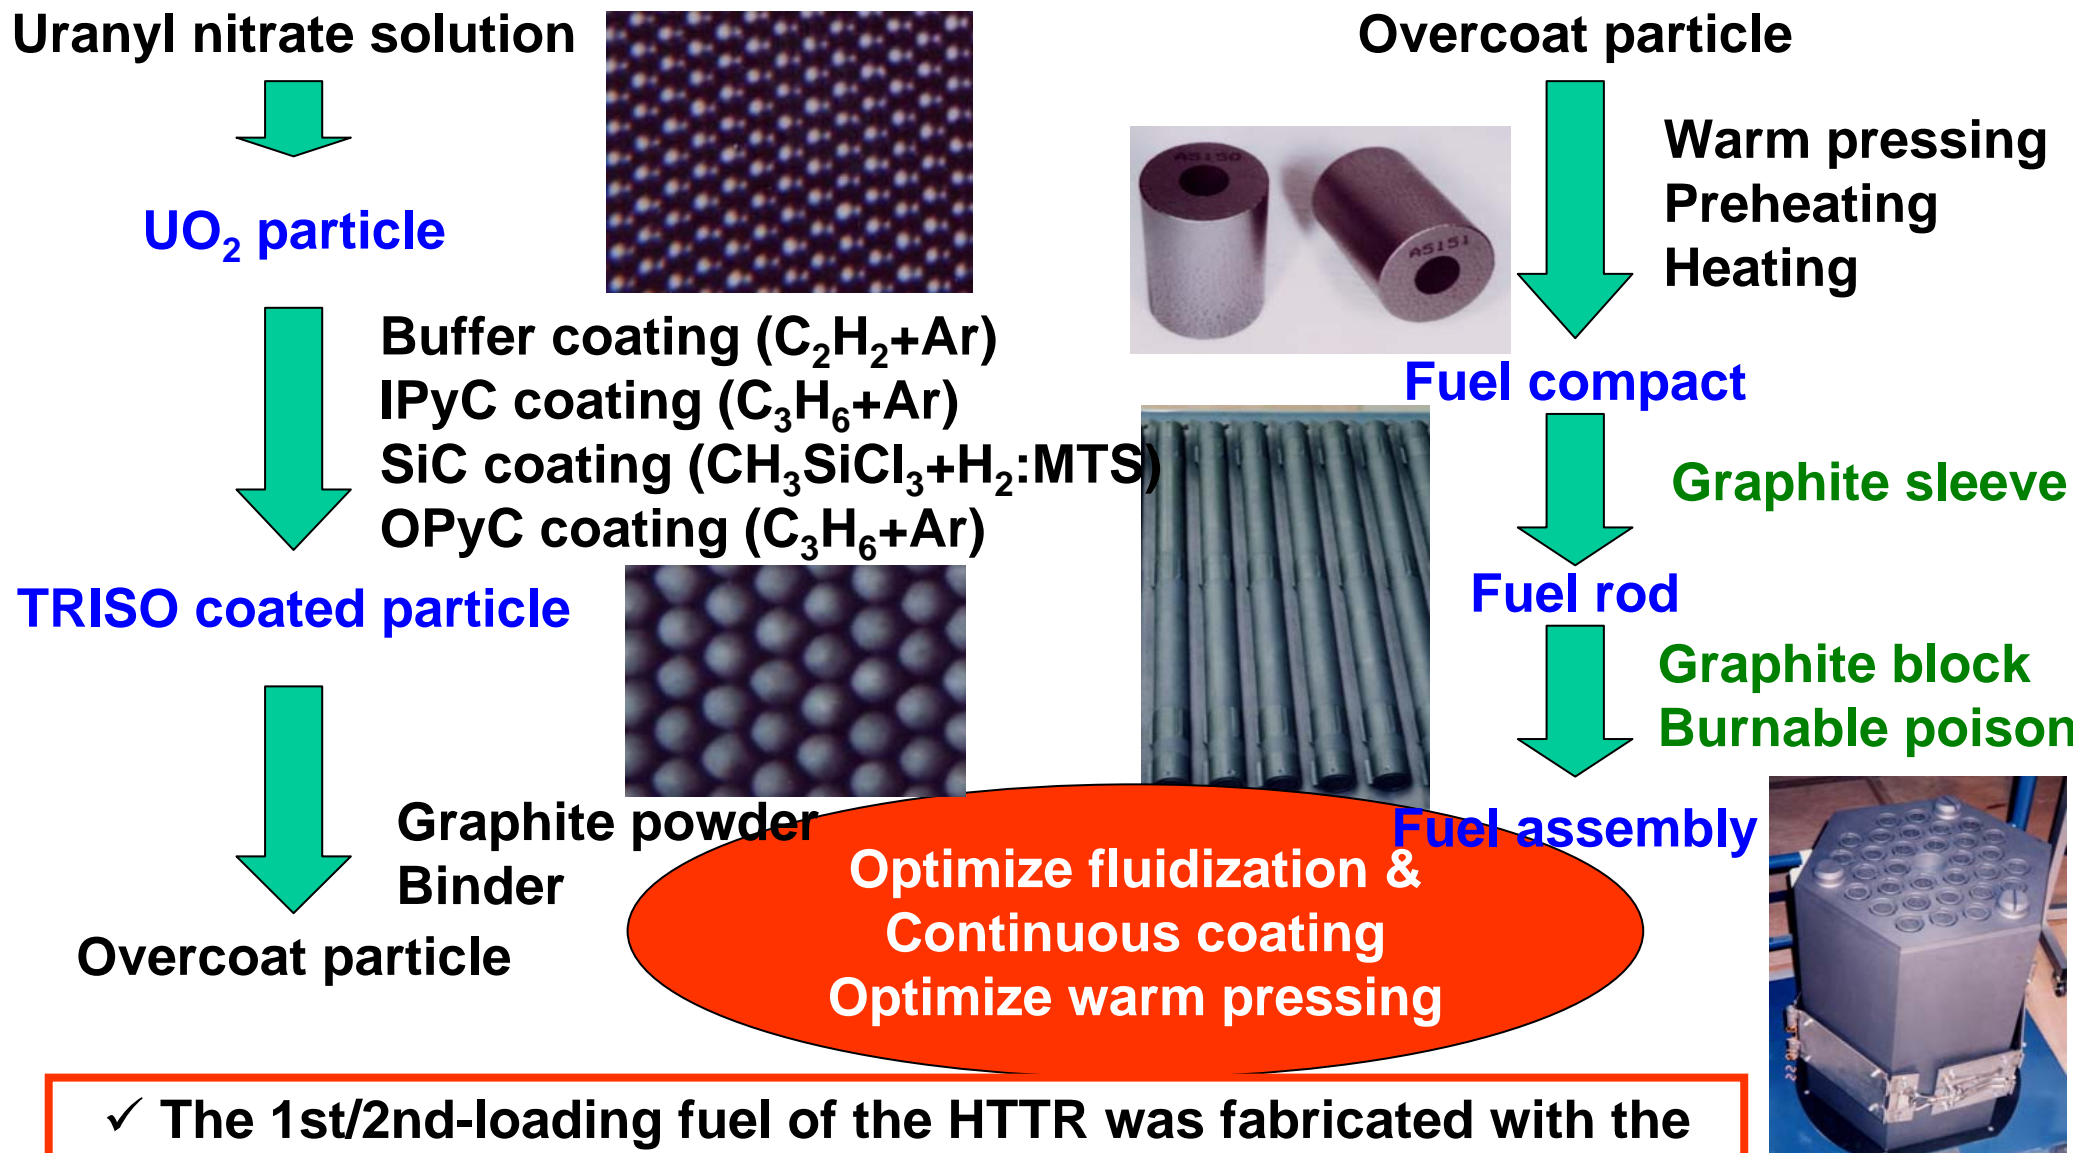 Uranyl nitrate solution
UO₂ particle
Buffer coating (C₂H₂+Ar)
IPyC coating (C₃H₆+Ar)
SiC coating (CH₃SiCl₃+H₂:MTS)
OPyC coating (C₃H₆+Ar)
TRISO coated particle
Graphite powder
Binder
Overcoat particle
Overcoat particle
A5150
A5151
Warm pressing
Preheating
Heating
Fuel compact
Graphite sleeve
Fuel rod
Graphite block
Burnable poison
Fuel assembly
Optimize fluidization &
Continuous coating
Optimize warm pressing
✓ The 1st/2nd-loading fuel of the HTTR was fabricated with the